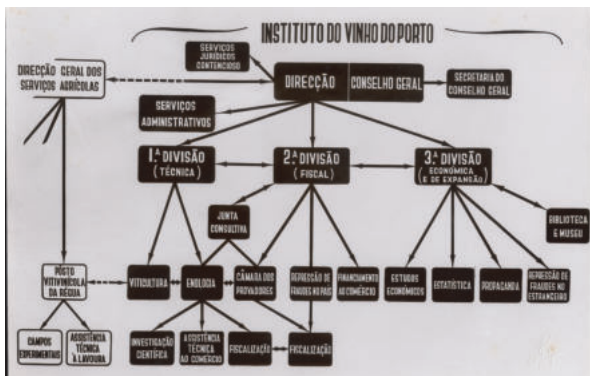 INSTITUTO DO VINHO DO PORTO
SERVIÇOS
JURÍDICOS
CONTENCIOSO
DIRECÇÃO GERAL DOS
SERVIÇOS AGRÍCOLAS
DIRECÇÃO
CONSELHO GERAL
SECRETARIA DO
CONSELHO GERAL
SERVIÇOS
ADMINISTRATIVOS
1.ª DIVISÃO
(TÉCNICA)
2.ª DIVISÃO
(FISCAL)
3.ª DIVISÃO
(ECONÓMICA
E DE EXPANSÃO)
JUNTA
CONSULTIVA
BIBLIOTECA
E MUSEU
PÔSTO
VITIVINÍCOLA
DA RÉGUA
VITICULTURA
ENOLOGIA
CÂMARA DOS
PROVADORES
REPRESSÃO DE
FRAUDES NO PAÍS
FINANCIAMENTO
AO COMÉRCIO
ESTUDOS
ECONÓMICOS
ESTATÍSTICA
PROPAGANDA
REPRESSÃO DE
FRAUDES NO
ESTRANGEIRO
CAMPOS
EXPERIMENTAIS
ASSISTÊNCIA
TÉCNICA
À LAVOURA
INVESTIGAÇÃO
CIENTÍFICA
ASSISTÊNCIA
TÉCNICA
AO COMÉRCIO
FISCALIZAÇÃO
FISCALIZAÇÃO